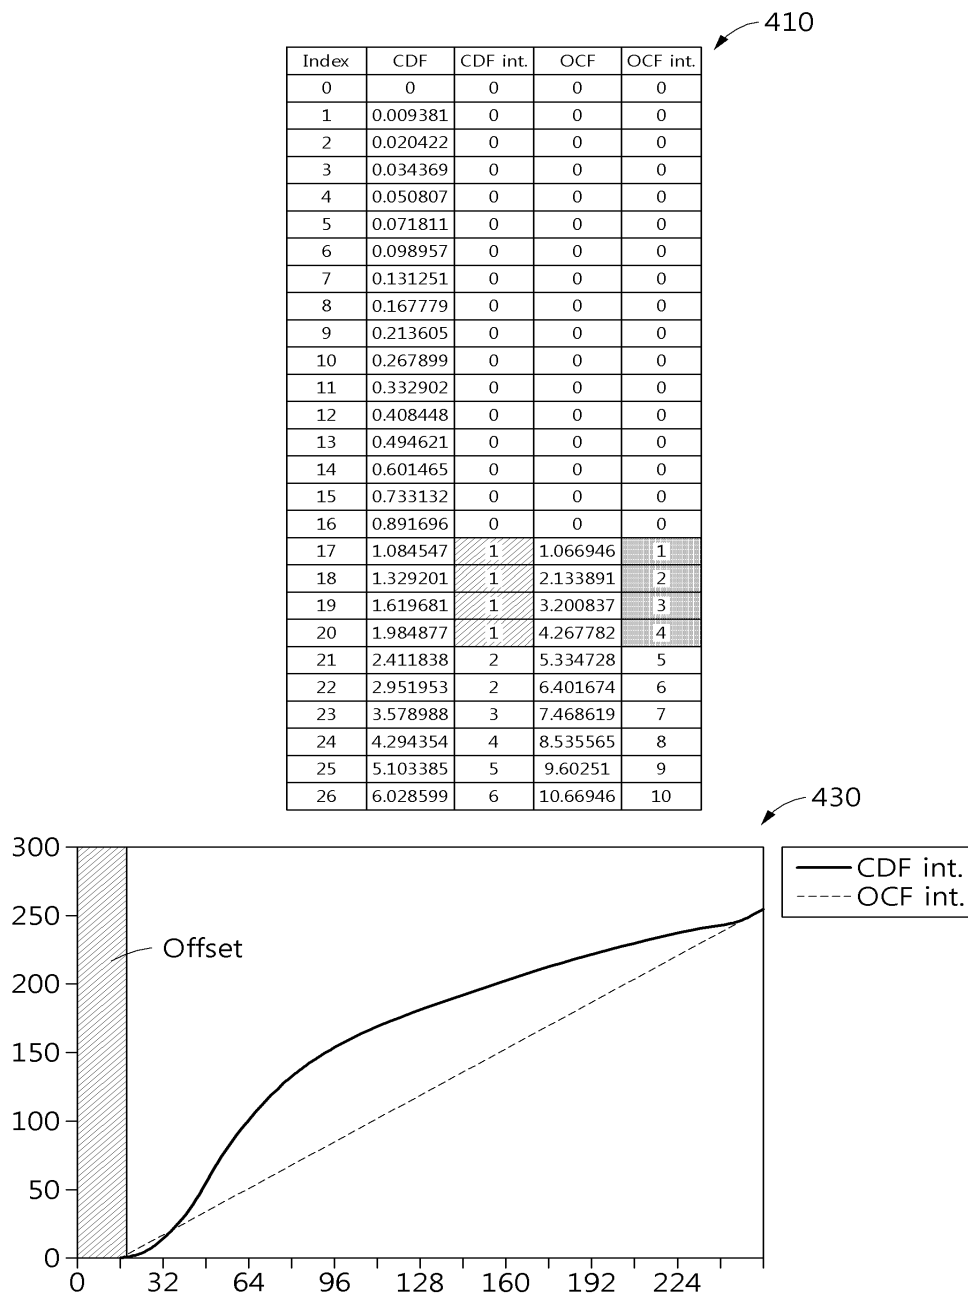 410
Index CDF CDF int. OCF OCF int.
0 0 0 0 0
1 0.009381 0 0 0
2 0.020422 0 0 0
3 0.034369 0 0 0
4 0.050807 0 0 0
5 0.071811 0 0 0
6 0.098957 0 0 0
7 0.131251 0 0 0
8 0.167779 0 0 0
9 0.213605 0 0 0
10 0.267899 0 0 0
11 0.332902 0 0 0
12 0.408448 0 0 0
13 0.494621 0 0 0
14 0.601465 0 0 0
15 0.733132 0 0 0
16 0.891696 0 0 0
17 1.084547 1 1.066946 1
18 1.329201 1 2.133891 2
19 1.619681 1 3.200837 3
20 1.984877 1 4.267782 4
21 2.411838 2 5.334728 5
22 2.951953 2 6.401674 6
23 3.578988 3 7.468619 7
24 4.294354 4 8.535565 8
25 5.103385 5 9.60251 9
26 6.028599 6 10.66946 10
430
300
250
200
150
100
50
0
Offset
CDF int.
OCF int.
0 32 64 96 128 160 192 224